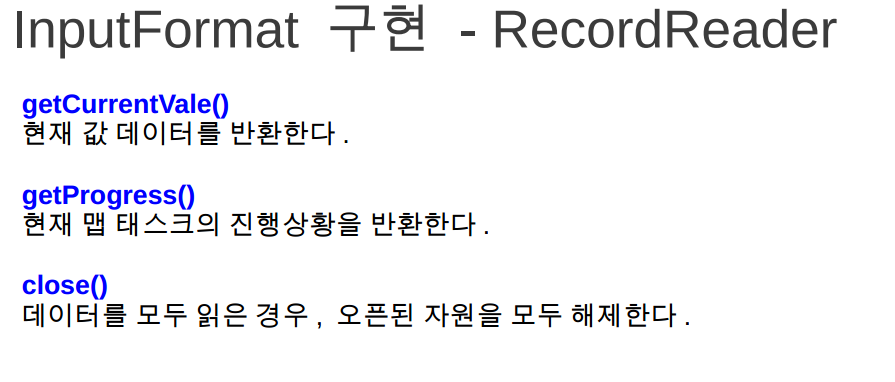 InputFormat 구현 - RecordReader
getCurrentVale()
현재 값 데이터를 반환한다 .
getProgress()
현재 맵 태스크의 진행상황을 반환한다 .
close()
데이터를 모두 읽은 경우 , 오픈된 자원을 모두 해제한다 .